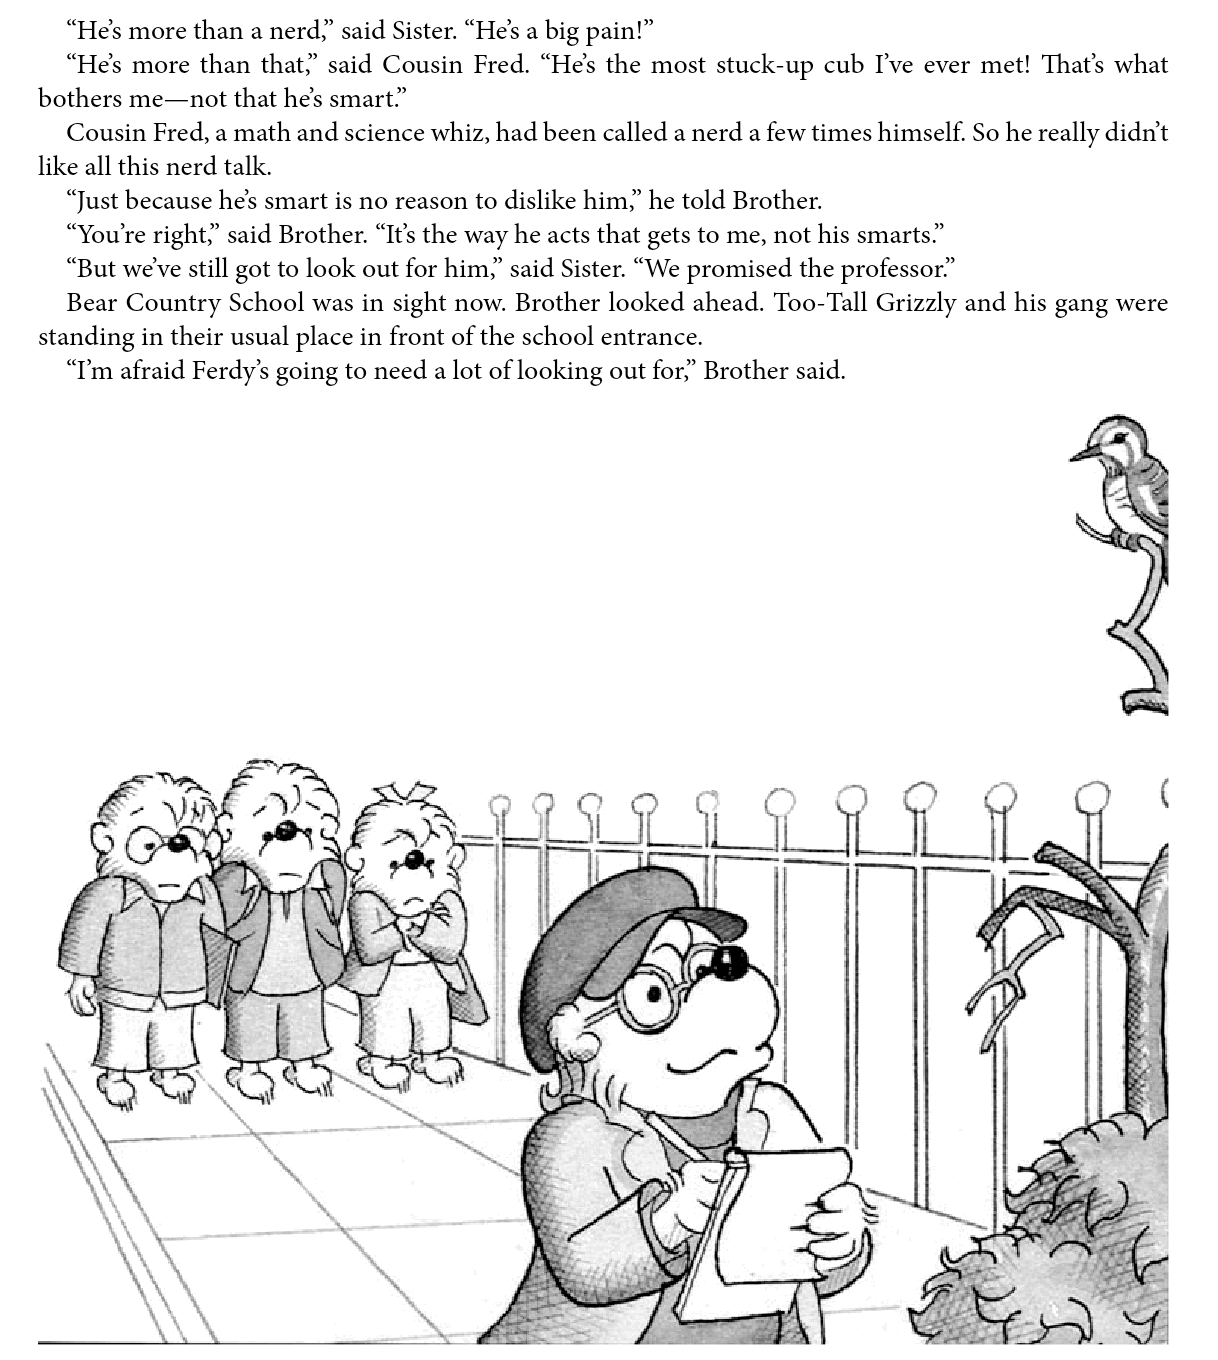 “He’s more than a nerd,” said Sister. “He’s a big pain!”
“He’s more than that,” said Cousin Fred. “He’s the most stuck-up cub I’ve ever met! That’s what
bothers me—not that he’s smart.”
Cousin Fred, a math and science whiz, had been called a nerd a few times himself. So he really didn’t
like all this nerd talk.
“Just because he’s smart is no reason to dislike him,” he told Brother.
“You’re right,” said Brother. “It’s the way he acts that gets to me, not his smarts.”
“But we’ve still got to look out for him,” said Sister. “We promised the professor.”
Bear Country School was in sight now. Brother looked ahead. Too-Tall Grizzly and his gang were
standing in their usual place in front of the school entrance.
“I’m afraid Ferdy’s going to need a lot of looking out for,” Brother said.